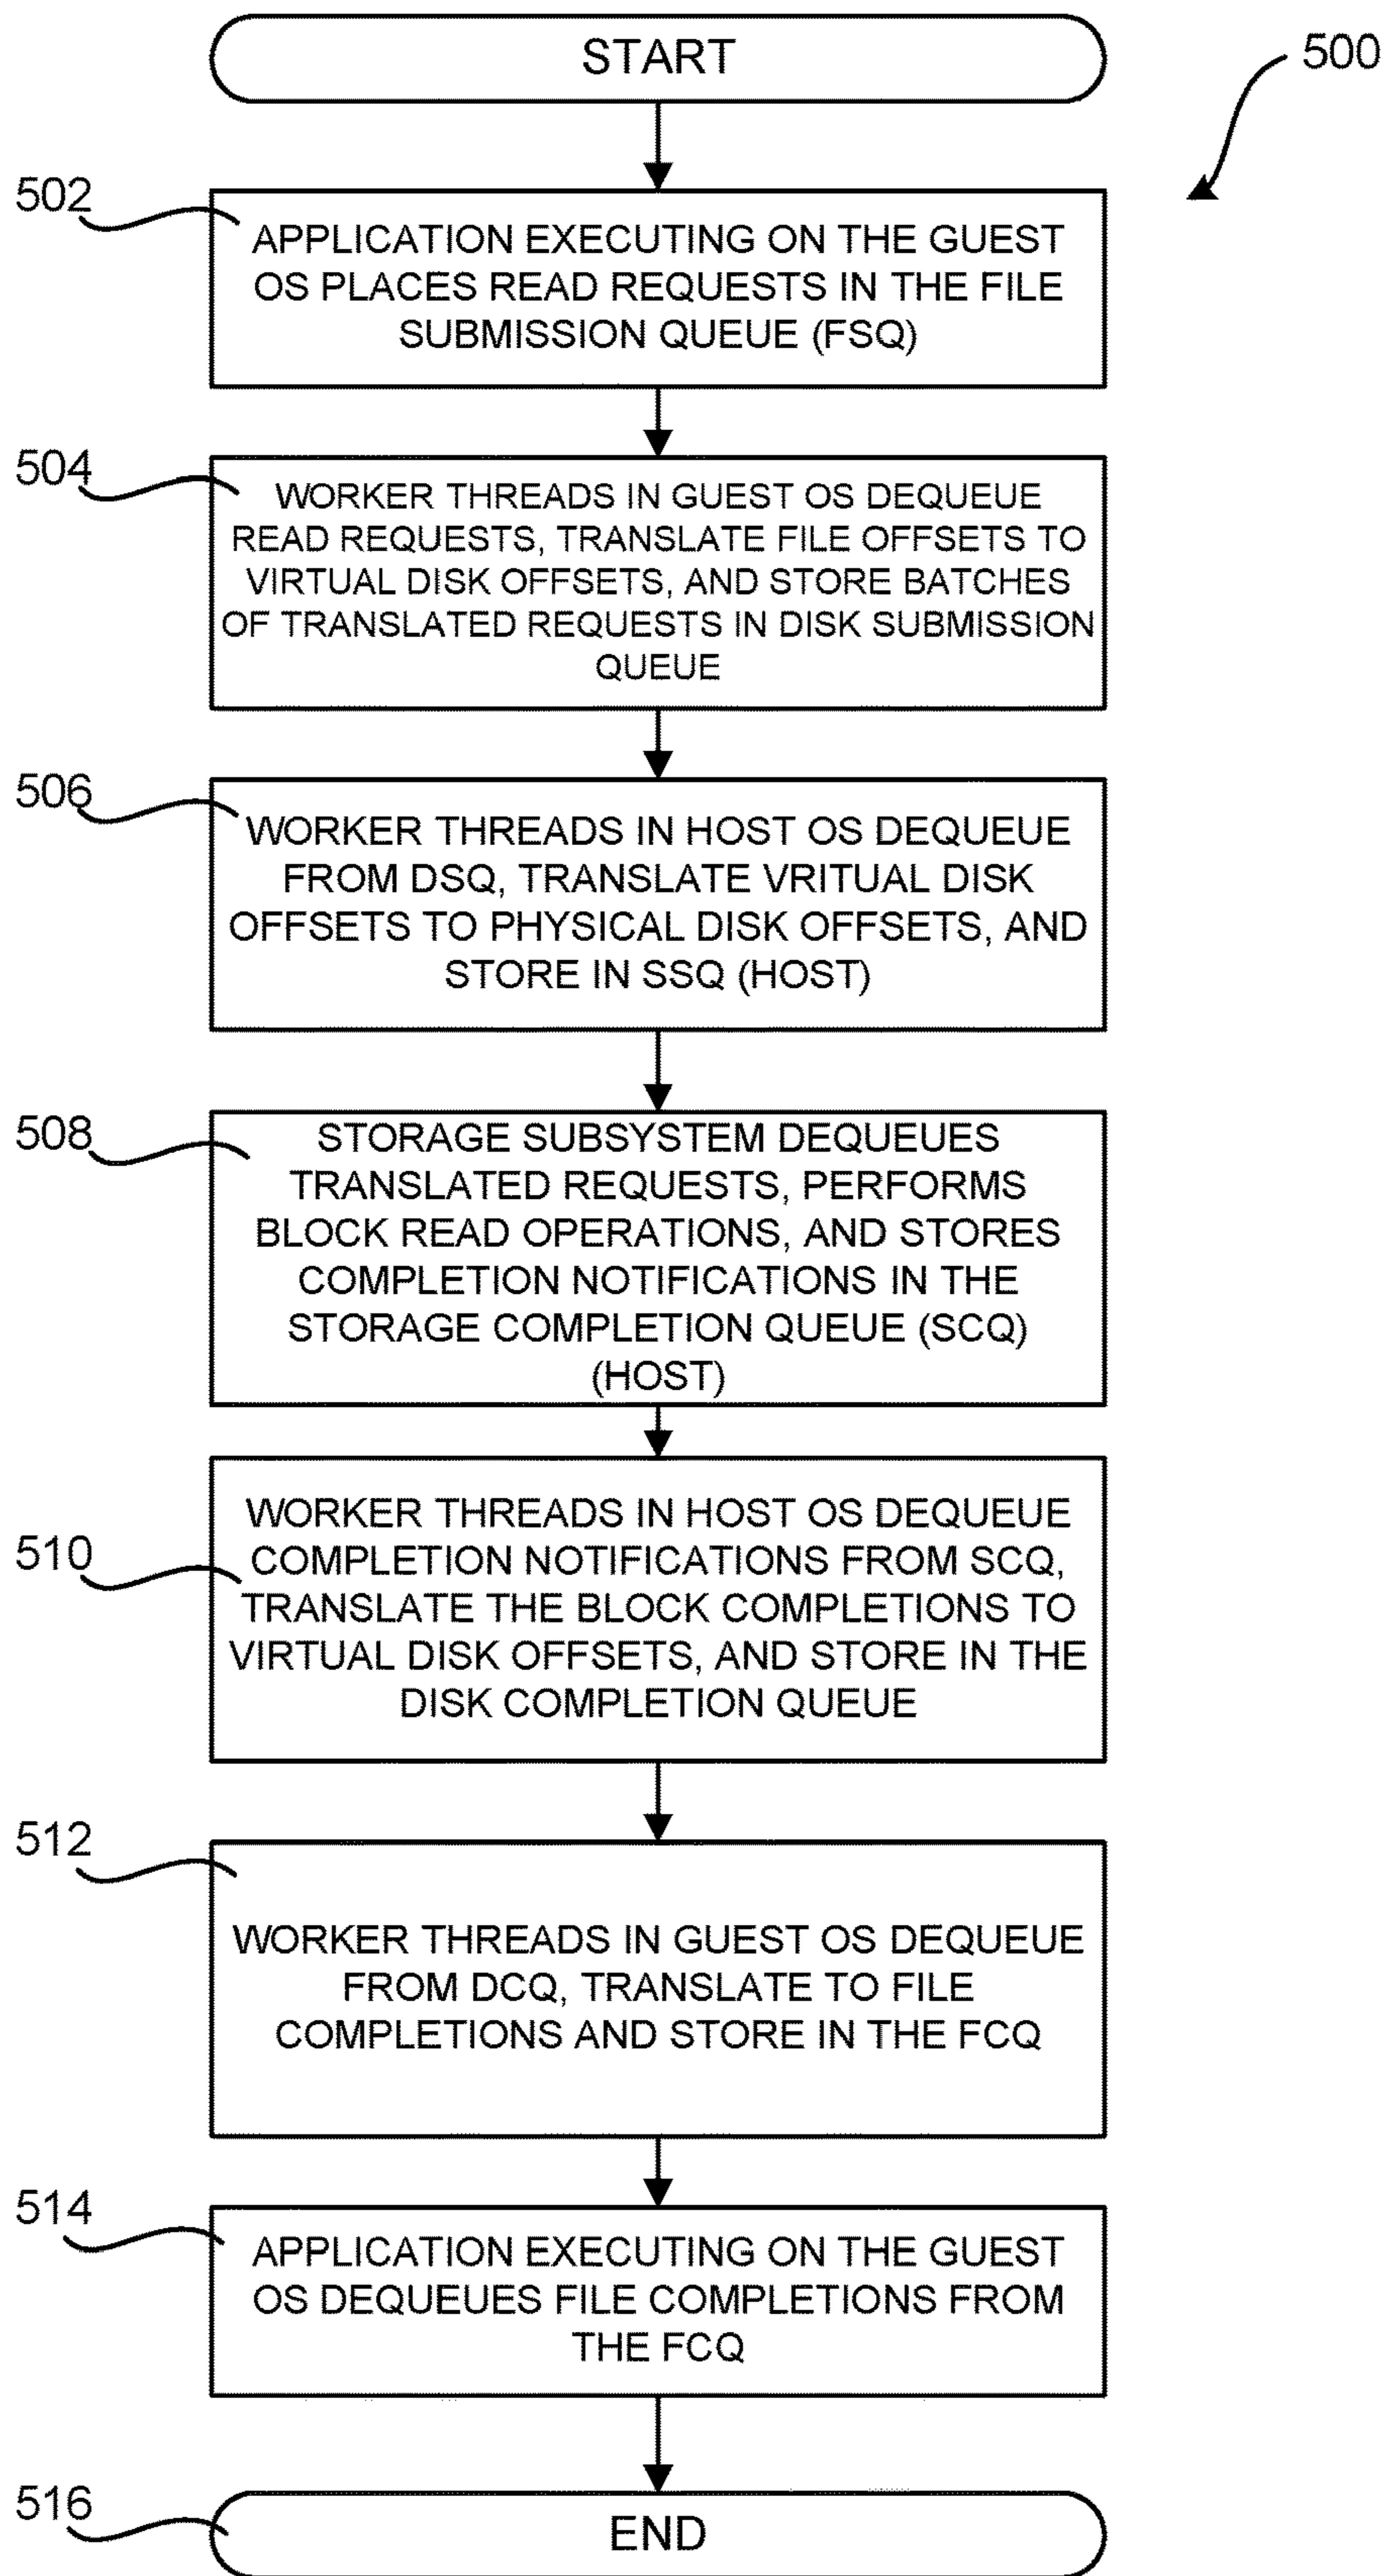 START
500
502
APPLICATION EXECUTING ON THE GUEST
OS PLACES READ REQUESTS IN THE FILE
SUBMISSION QUEUE (FSQ)
504
WORKER THREADS IN GUEST OS DEQUEUE
READ REQUESTS, TRANSLATE FILE OFFSETS TO
VIRTUAL DISK OFFSETS, AND STORE BATCHES
OF TRANSLATED REQUESTS IN DISK SUBMISSION
QUEUE
506
WORKER THREADS IN HOST OS DEQUEUE
FROM DSQ, TRANSLATE VRITUAL DISK
OFFSETS TO PHYSICAL DISK OFFSETS, AND
STORE IN SSQ (HOST)
508
STORAGE SUBSYSTEM DEQUEUES
TRANSLATED REQUESTS, PERFORMS
BLOCK READ OPERATIONS, AND STORES
COMPLETION NOTIFICATIONS IN THE
STORAGE COMPLETION QUEUE (SCQ)
(HOST)
510
WORKER THREADS IN HOST OS DEQUEUE
COMPLETION NOTIFICATIONS FROM SCQ,
TRANSLATE THE BLOCK COMPLETIONS TO
VIRTUAL DISK OFFSETS, AND STORE IN THE
DISK COMPLETION QUEUE
512
WORKER THREADS IN GUEST OS DEQUEUE
FROM DCQ, TRANSLATE TO FILE
COMPLETIONS AND STORE IN THE FCQ
514
APPLICATION EXECUTING ON THE GUEST
OS DEQUEUES FILE COMPLETIONS FROM
THE FCQ
516
END